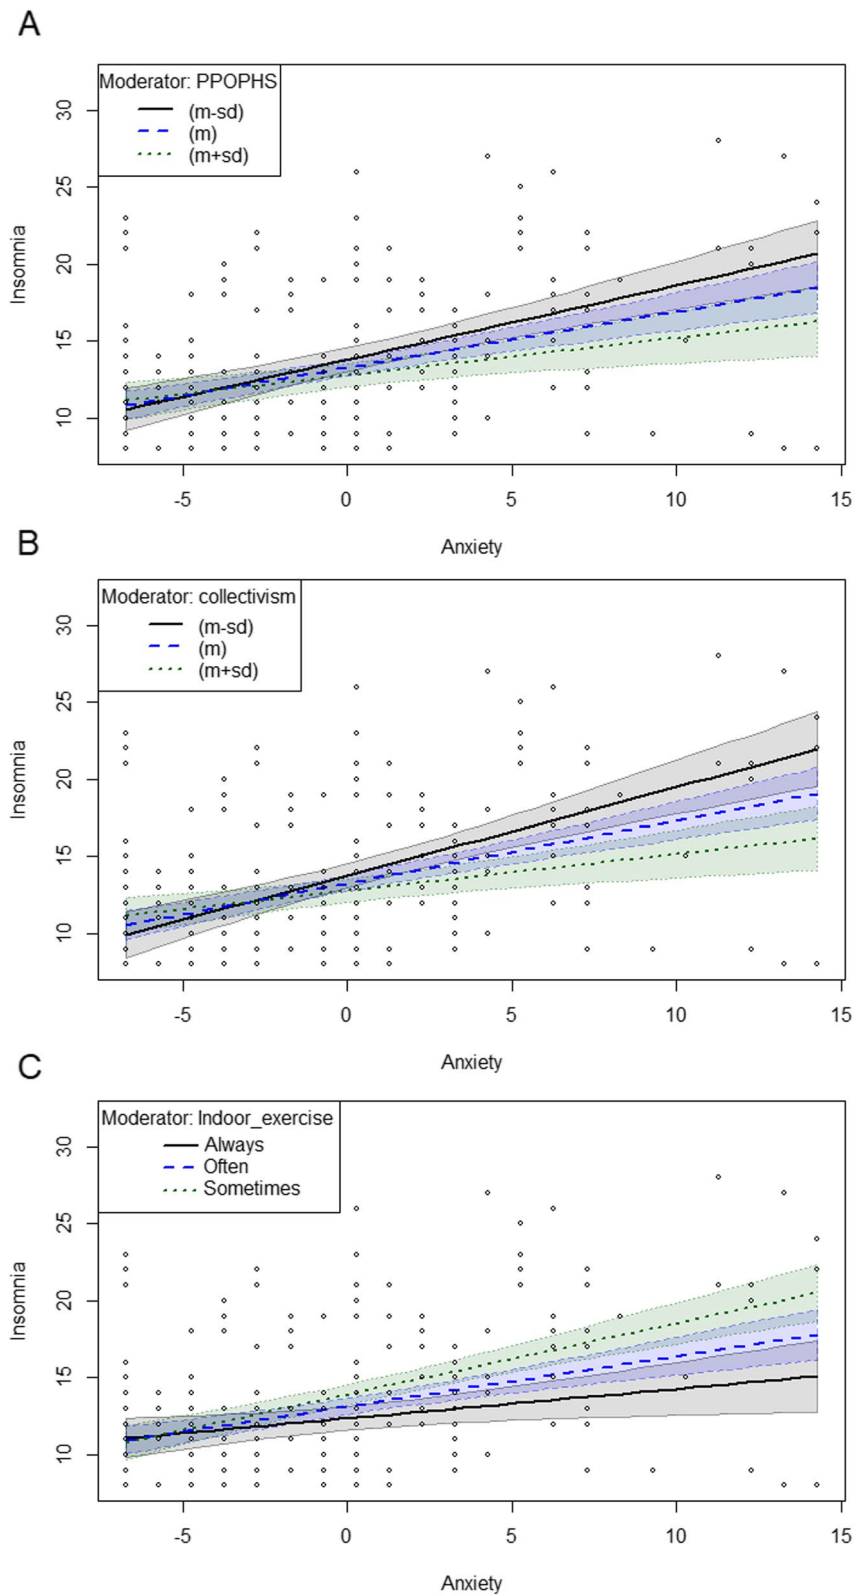 A
Moderator: PPOPHS
(m-sd)
(m)
(m+sd)
30
25
20
15
10
Insomnia
-5 0 5 10 15
Anxiety
B
Moderator: collectivism
(m-sd)
(m)
(m+sd)
30
25
20
15
10
Insomnia
-5 0 5 10 15
Anxiety
C
Moderator: Indoor_exercise
Always
Often
Sometimes
30
25
20
15
10
Insomnia
-5 0 5 10 15
Anxiety